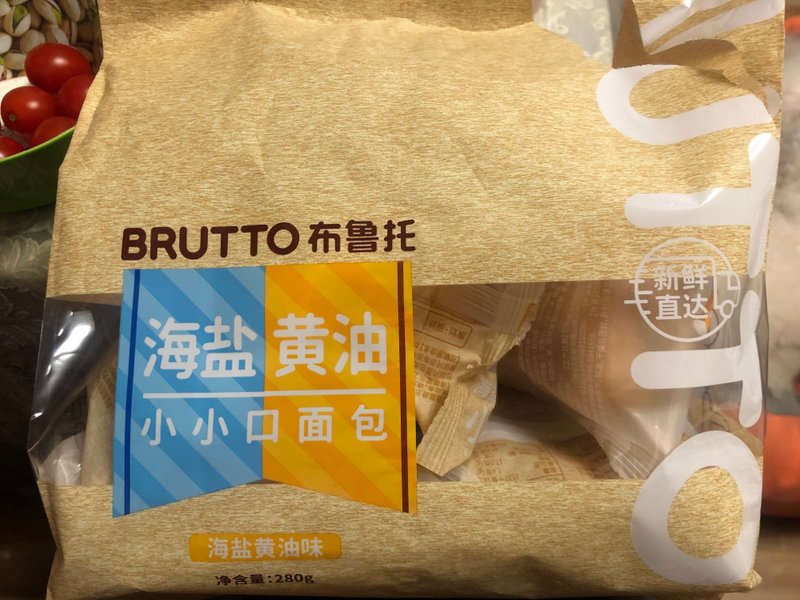 BRUTTO 布鲁托
海盐 黄油
小小口面包
海盐黄油味
净含量:280g
新鲜
直达
UTTO